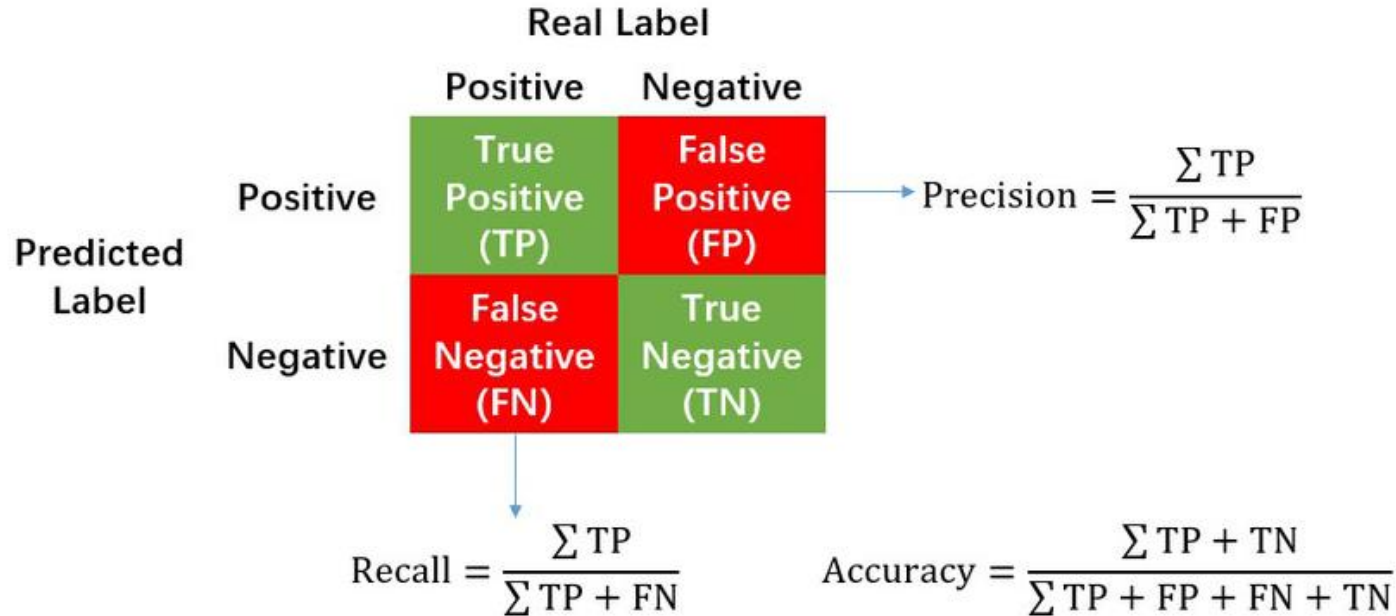 Real Label
Positive Negative
True Positive (TP)
False Positive (FP)
Positive
Precision = ∑ TP / ∑ TP + FP
Predicted Label
False Negative (FN)
True Negative (TN)
Negative
Recall = ∑ TP / ∑ TP + FN
Accuracy = ∑ TP + TN / ∑ TP + FP + FN + TN